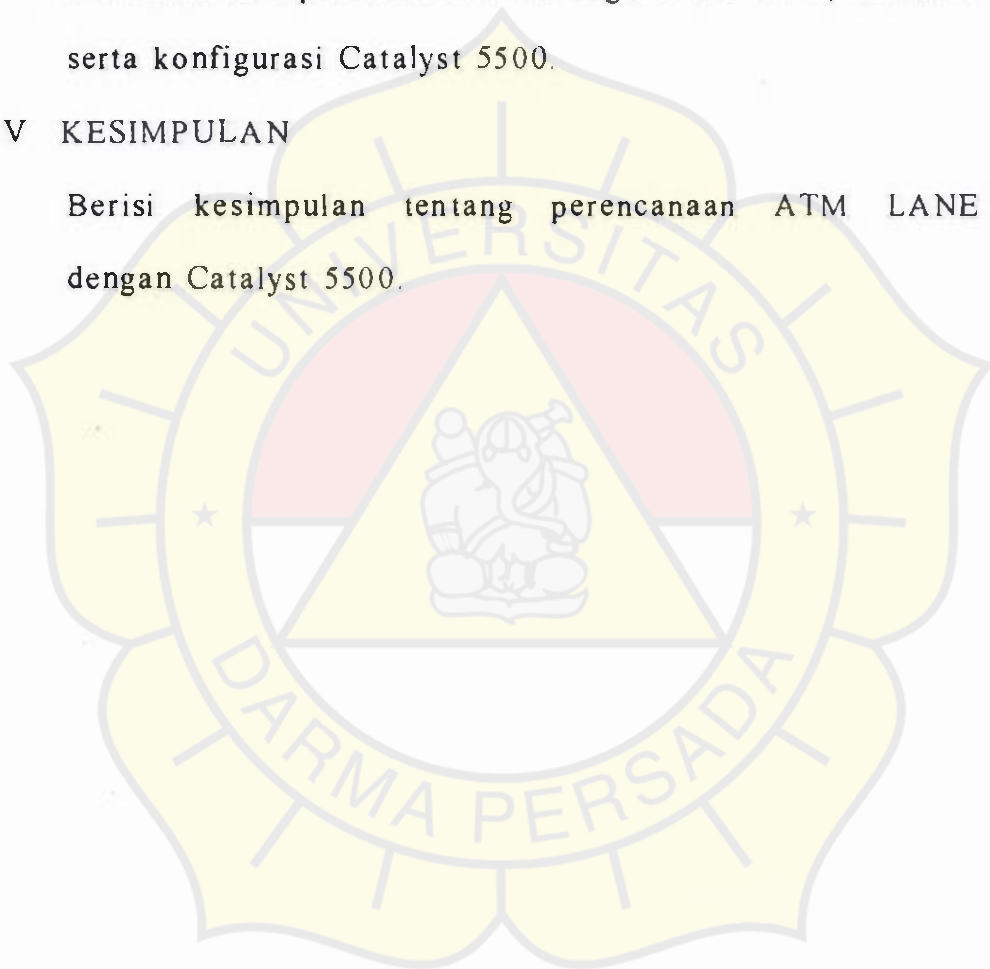 serta konfigurasi Catalyst 5500.
V KESIMPULAN
Berisi kesimpulan tentang perencanaan ATM LANE
dengan Catalyst 5500.
UNIVERSITAS
DARMA PERSADA